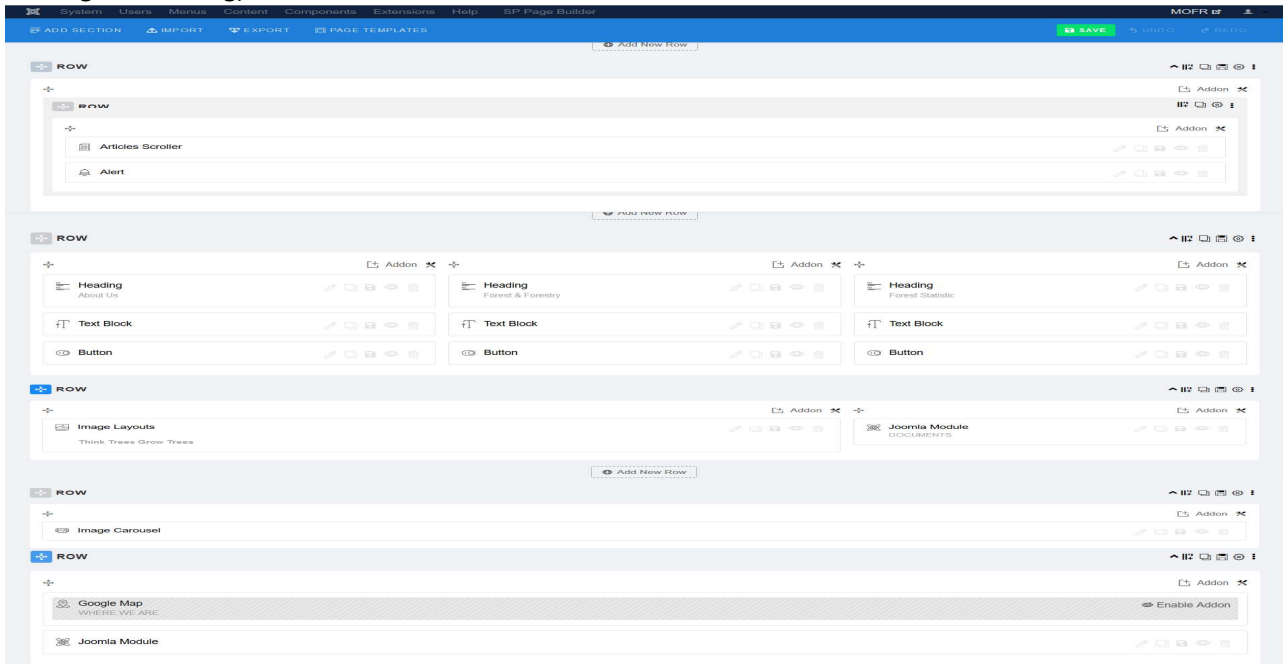 System Users Menus Content Components Extensions Help SP Page Builder MOFR
ADD SECTION IMPORT EXPORT PAGE TEMPLATES SAVE UNDO REDO
Add New Row
ROW
Addon
ROW
Addon
Articles Scroller
Alert
Add New Row
ROW
Addon Addon Addon
Heading Heading Heading
About Us Forest & Forestry Forest Statistic
Text Block Text Block Text Block
Button Button Button
ROW
Addon Addon
Image Layouts Joomla Module
Think Trees Grow Trees DOCUMENTS
Add New Row
ROW
Addon
Image Carousel
ROW
Addon
Google Map Enable Addon
WHERE WE ARE
Joomla Module